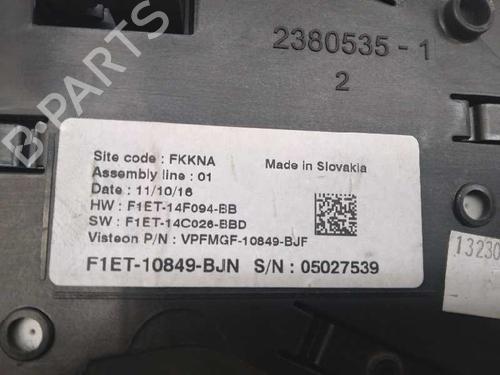 2380535-1
2
Site code : FKKNA
Made in Slovakia
Assembly line : 01
Date : 11/10/16
HW : F1ET-14F094-BB
SW : F1ET-14C026-BBD
Visteon P/N : VPFMGF-10849-BJF
F1ET-10849-BJN S/N : 05027539
13230
B-PARTS